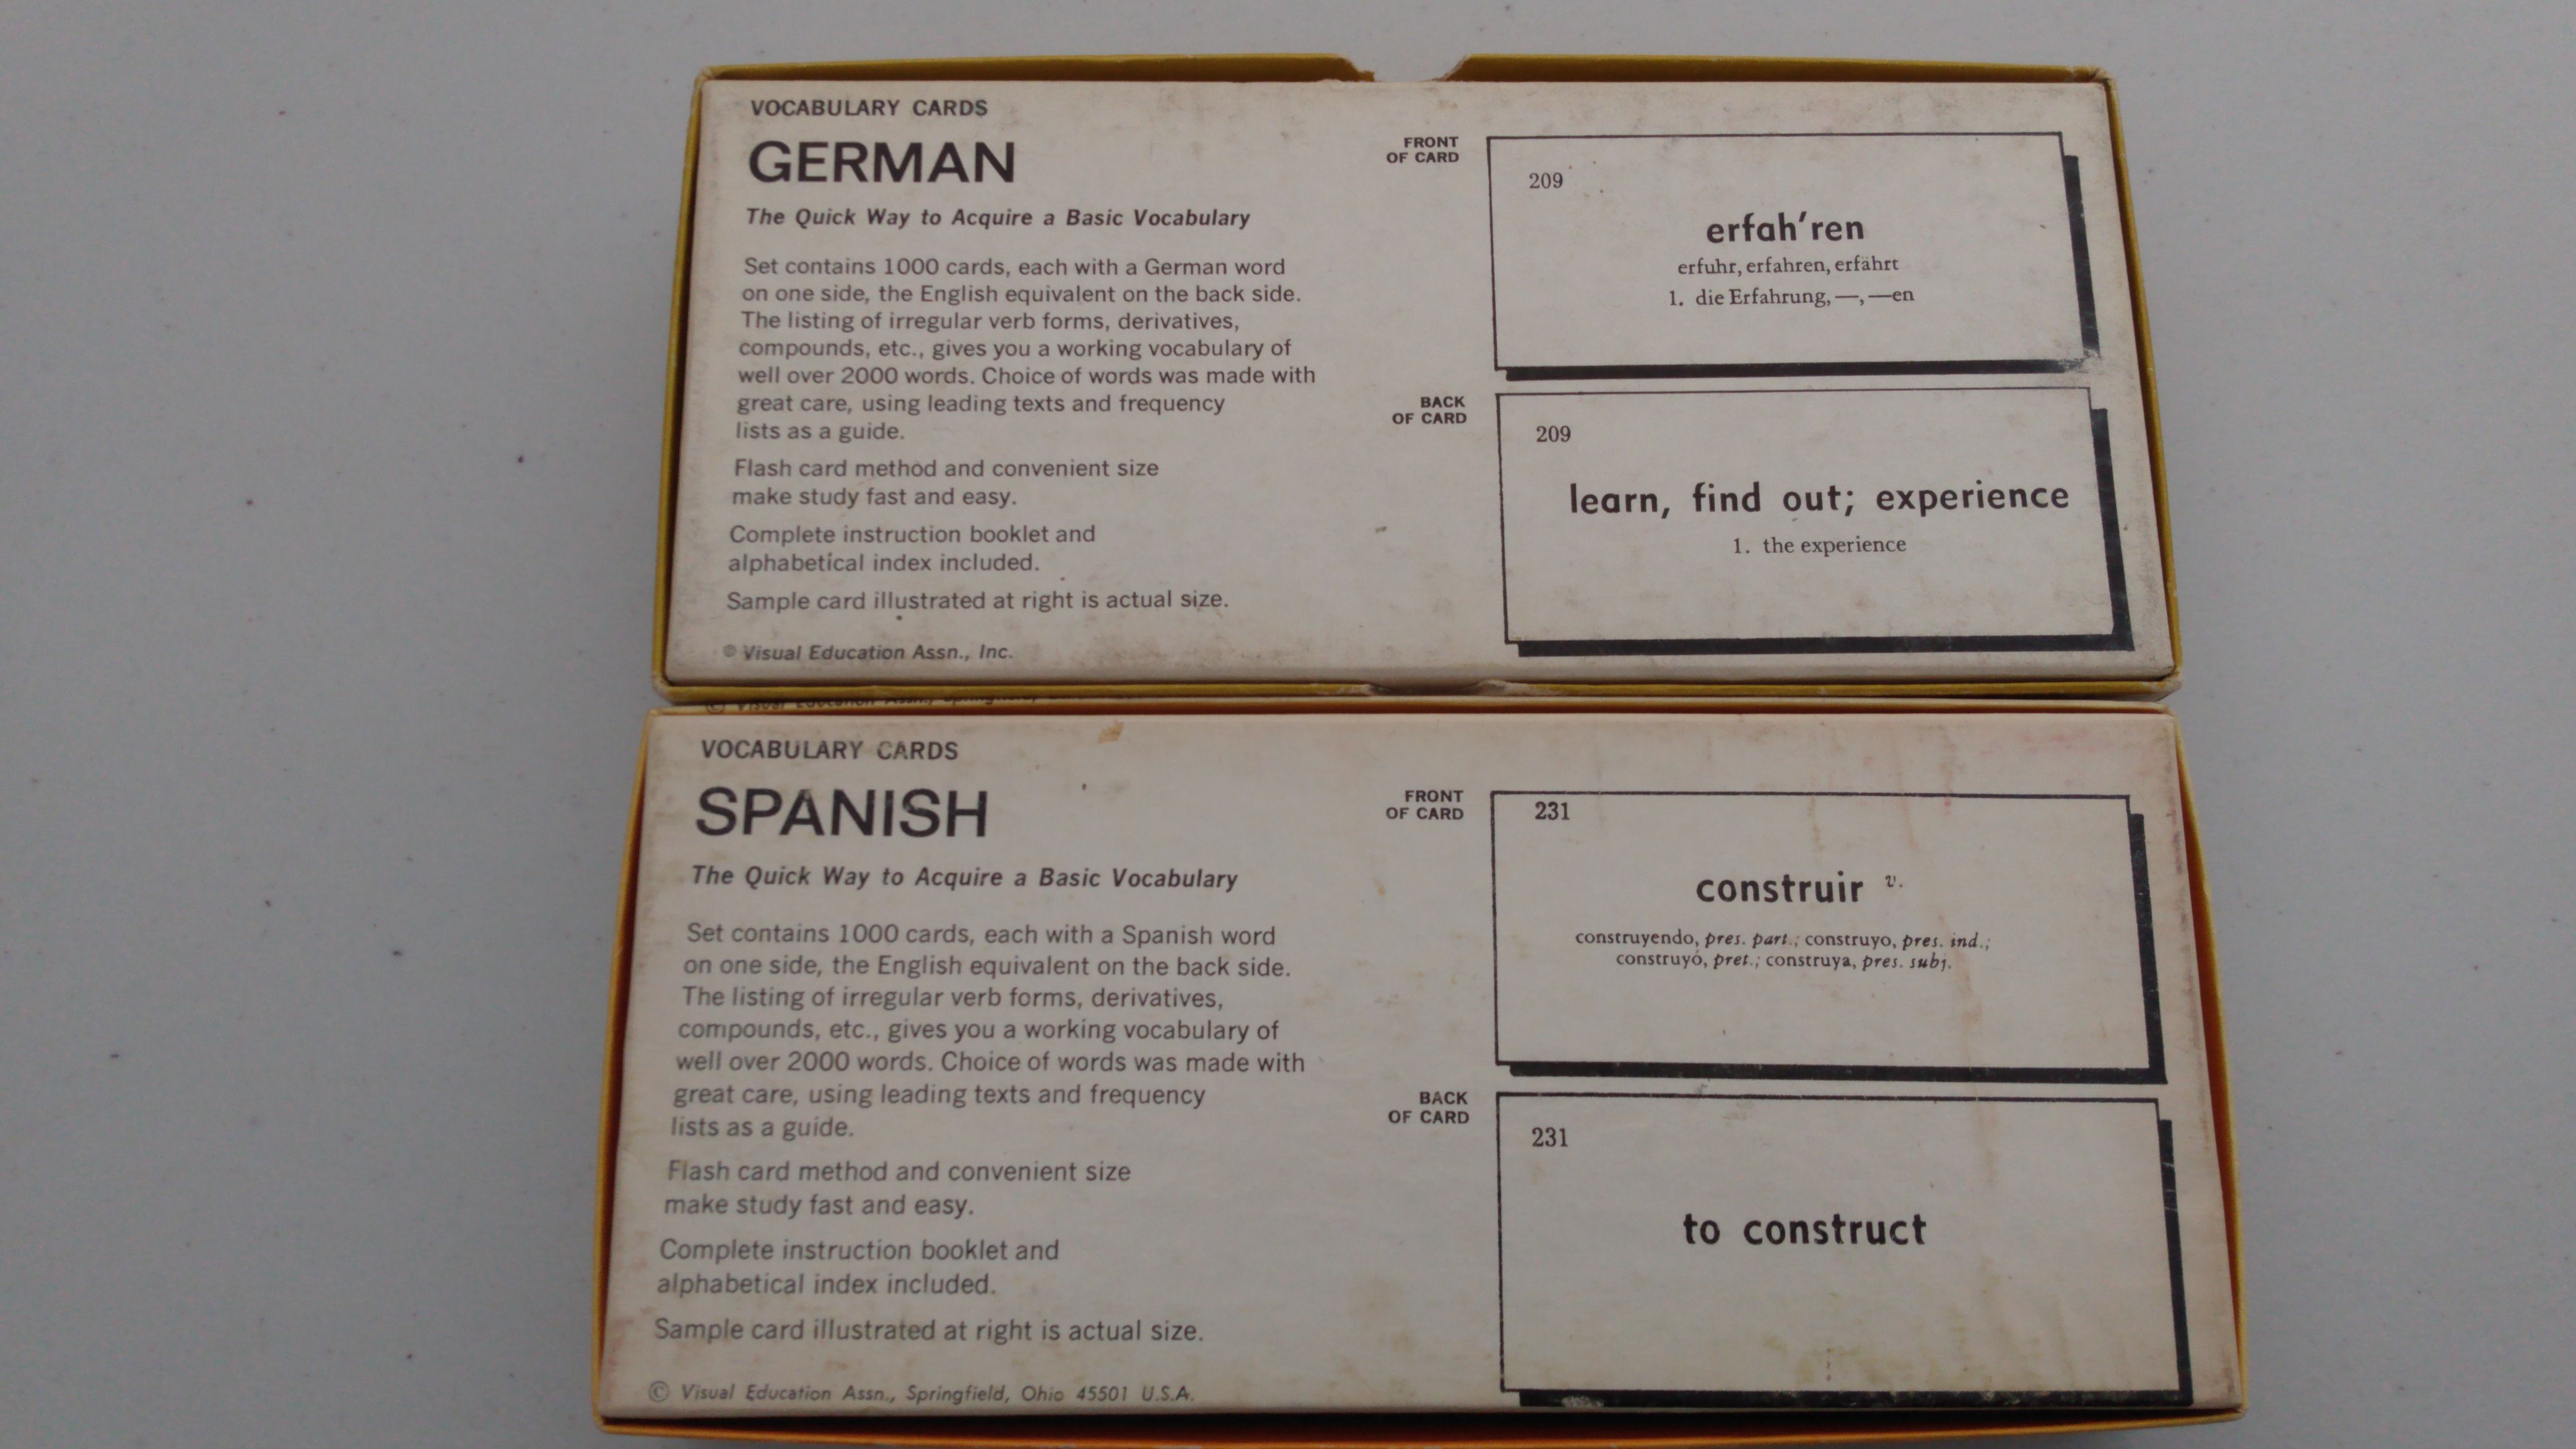 VOCABULARY CARDS
GERMAN
The Quick Way to Acquire a Basic Vocabulary
Set contains 1000 cards, each with a German word
on one side, the English equivalent on the back side.
The listing of irregular verb forms, derivatives,
compounds, etc., gives you a working vocabulary of
well over 2000 words. Choice of words was made with
great care, using leading texts and frequency
lists as a guide.
Flash card method and convenient size
make study fast and easy.
Complete instruction booklet and
alphabetical index included.
Sample card illustrated at right is actual size.
© Visual Education Assn., Inc.
FRONT
OF CARD
209
erfah'ren
erfuhr, erfahren, erfährt
1. die Erfahrung, —, —en
BACK
OF CARD
209
learn, find out; experience
1. the experience
© Visual Education Assn., Springfield,
VOCABULARY CARDS
SPANISH
The Quick Way to Acquire a Basic Vocabulary
Set contains 1000 cards, each with a Spanish word
on one side, the English equivalent on the back side.
The listing of irregular verb forms, derivatives,
compounds, etc., gives you a working vocabulary of
well over 2000 words. Choice of words was made with
great care, using leading texts and frequency
lists as a guide.
Flash card method and convenient size
make study fast and easy.
Complete instruction booklet and
alphabetical index included.
Sample card illustrated at right is actual size.
© Visual Education Assn., Springfield, Ohio 45501 U.S.A.
FRONT
OF CARD
231
construir v.
construyendo, pres. part.; construyo, pres. ind.;
construyó, pret.; construya, pres. subj.
BACK
OF CARD
231
to construct